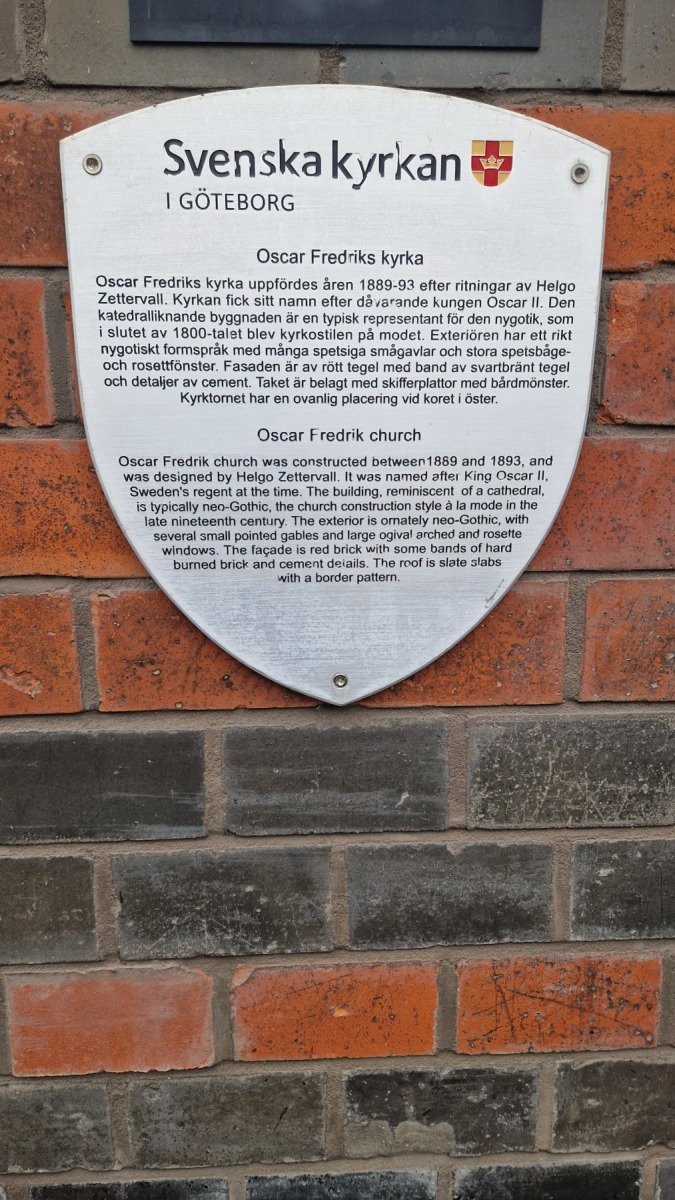 Svenska kyrkan
I GÖTEBORG
Oscar Fredriks kyrka
Oscar Fredriks kyrka uppfördes åren 1889-93 efter ritningar av Helgo
Zettervall. Kyrkan fick sitt namn efter dåvarande kungen Oscar II. Den
katedralliknande byggnaden är en typisk representant för den nygotik, som
i slutet av 1800-talet blev kyrkostilen på modet. Exteriören har ett rikt
nygotiskt formspråk med många spetsiga smågavlar och stora spetsbåge-
och rosettfönster. Fasaden är av rött tegel med band av svartbränt tegel
och detaljer av cement. Taket är belagt med skifferplattor med bårdmönster.
Kyrktornet har en ovanlig placering vid koret i öster.
Oscar Fredrik church
Oscar Fredrik church was constructed between1889 and 1893, and
was designed by Helgo Zettervall. It was named after King Oscar II,
Sweden's regent at the time. The building, reminiscent of a cathedral,
is typically neo-Gothic, the church construction style à la mode in the
late nineteenth century. The exterior is ornately neo-Gothic, with
several small pointed gables and large ogival arched and rosette
windows. The façade is red brick with some bands of hard
burned brick and cement details. The roof is slate slabs
with a border pattern.